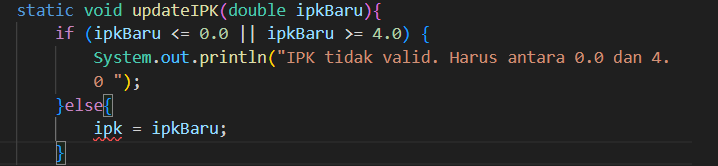 static void updateIPK(double ipkBaru){
    if (ipkBaru <= 0.0 || ipkBaru >= 4.0) {
        System.out.println("IPK tidak valid. Harus antara 0.0 dan 4.
        0 ");
    }else{
        ipk = ipkBaru;
    }